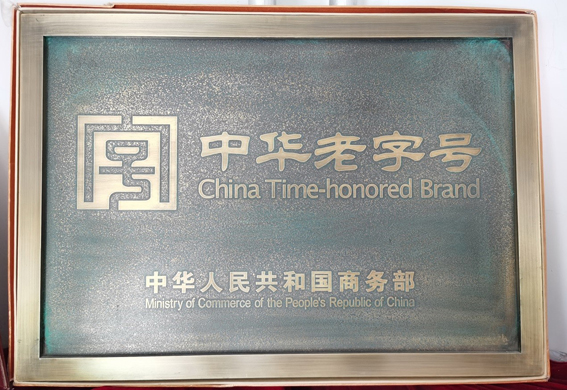 中华老字号
China Time-honored Brand
中华人民共和国商务部
Ministry of Commerce of the People's Republic of China